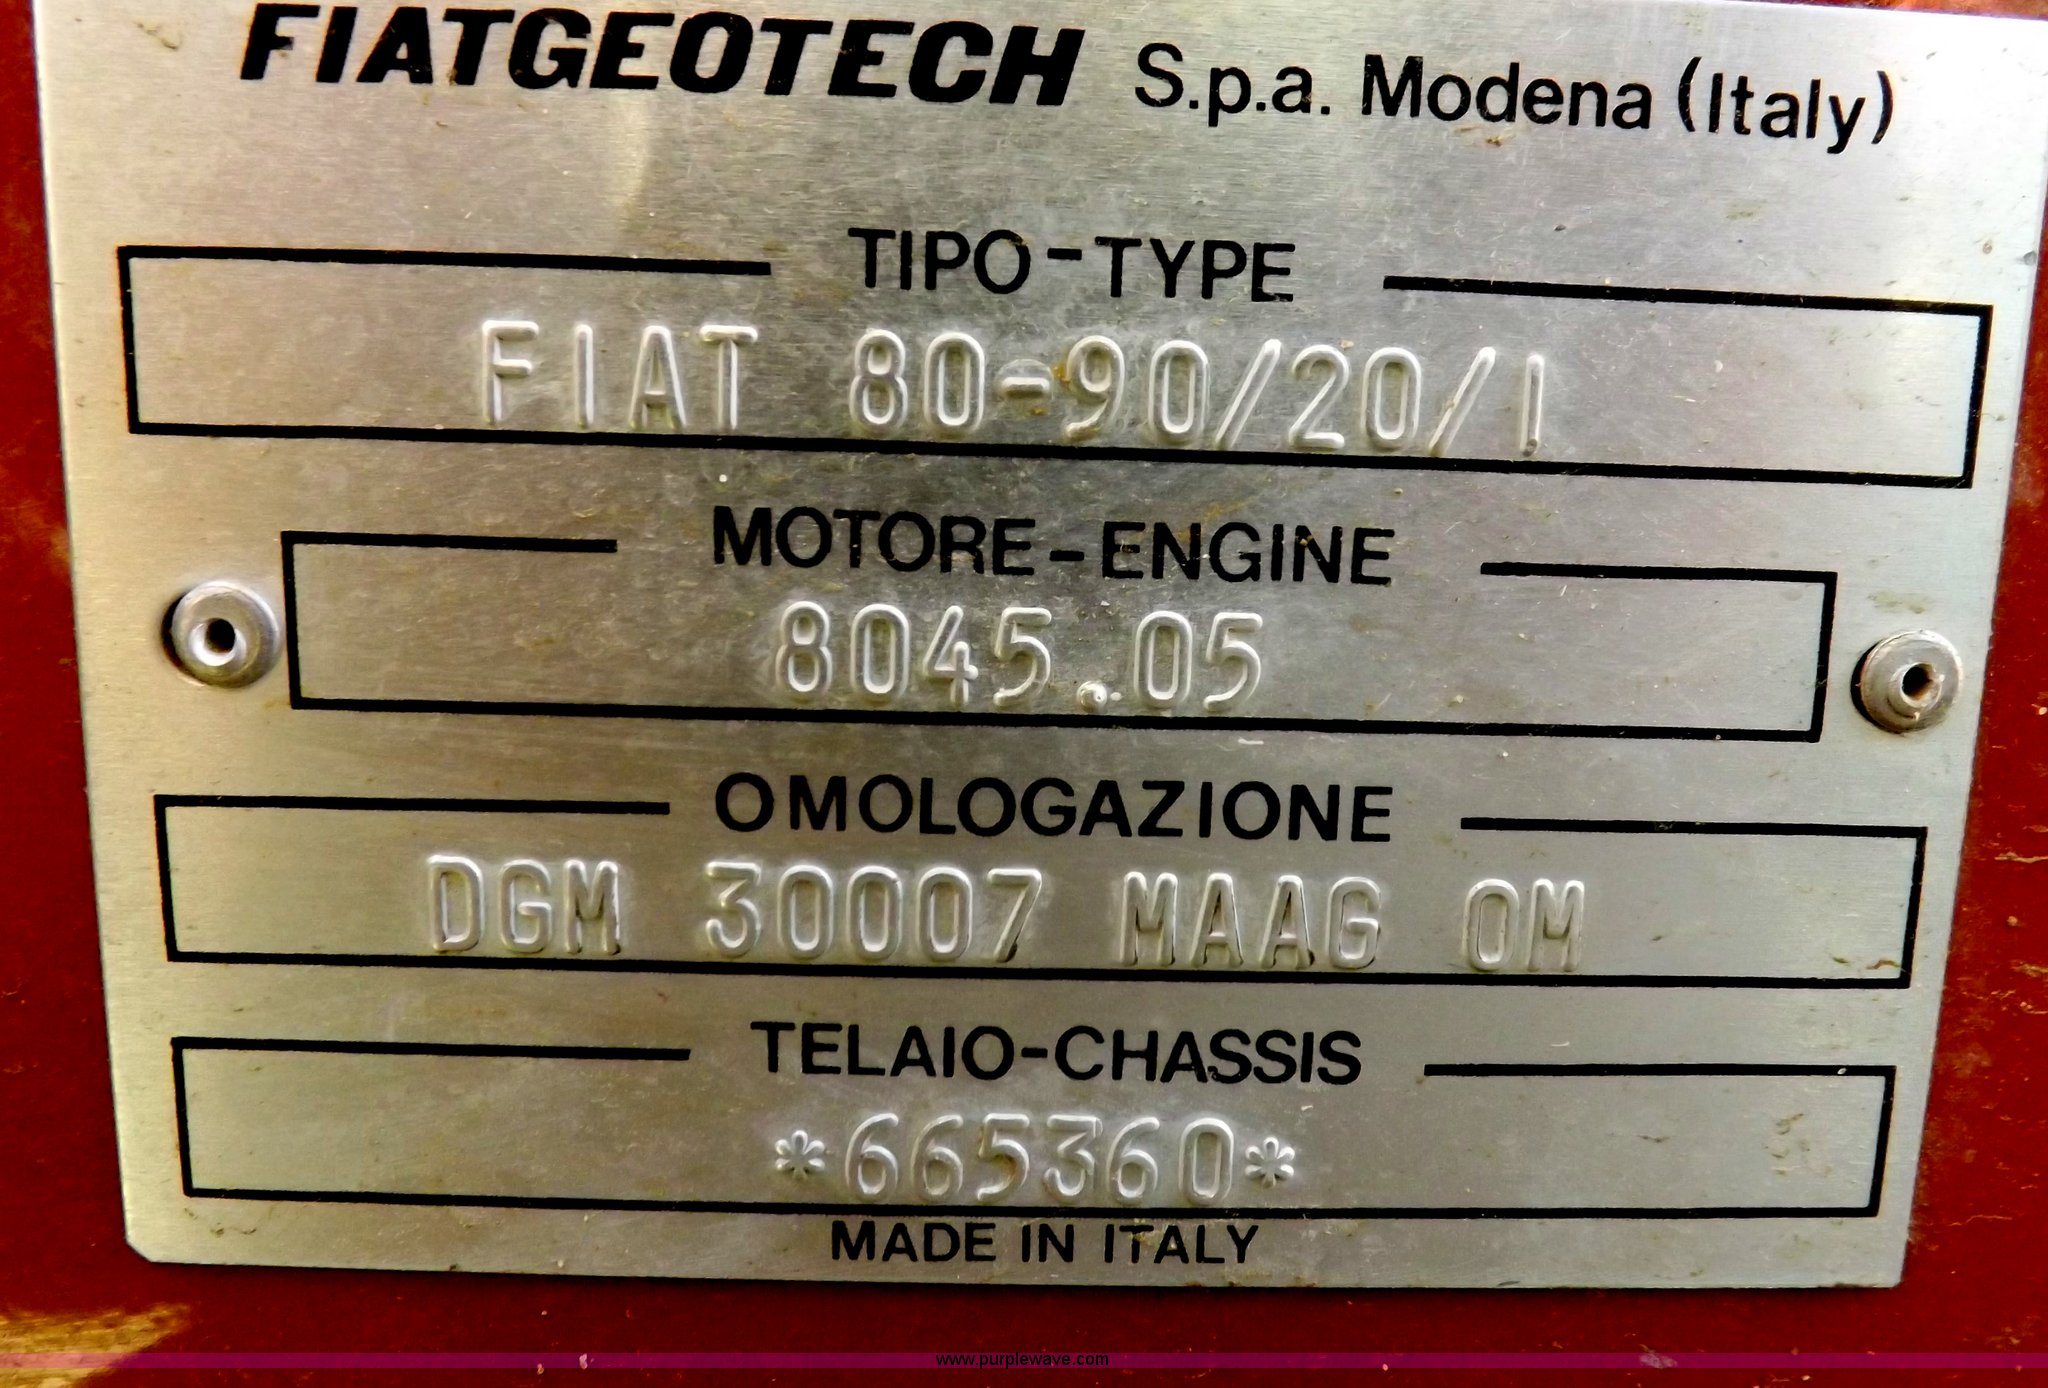 FIATGEOTECH S.p.a. Modena (Italy)
TIPO-TYPE
FIAT 80-90/20/1
MOTORE-ENGINE
8045.05
OMOLOGAZIONE
DGM 30007 MAAG OM
TELAIO-CHASSIS
*665360*
MADE IN ITALY
www.purplewave.com